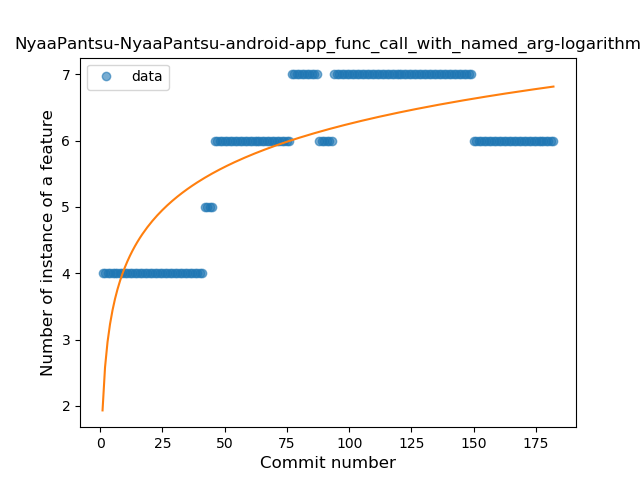 NyaaPantsu-NyaaPantsu-android-app_func_call_with_named_arg-logarithm
data
Number of instance of a feature
7
6
5
4
3
2
0 25 50 75 100 125 150 175
Commit number